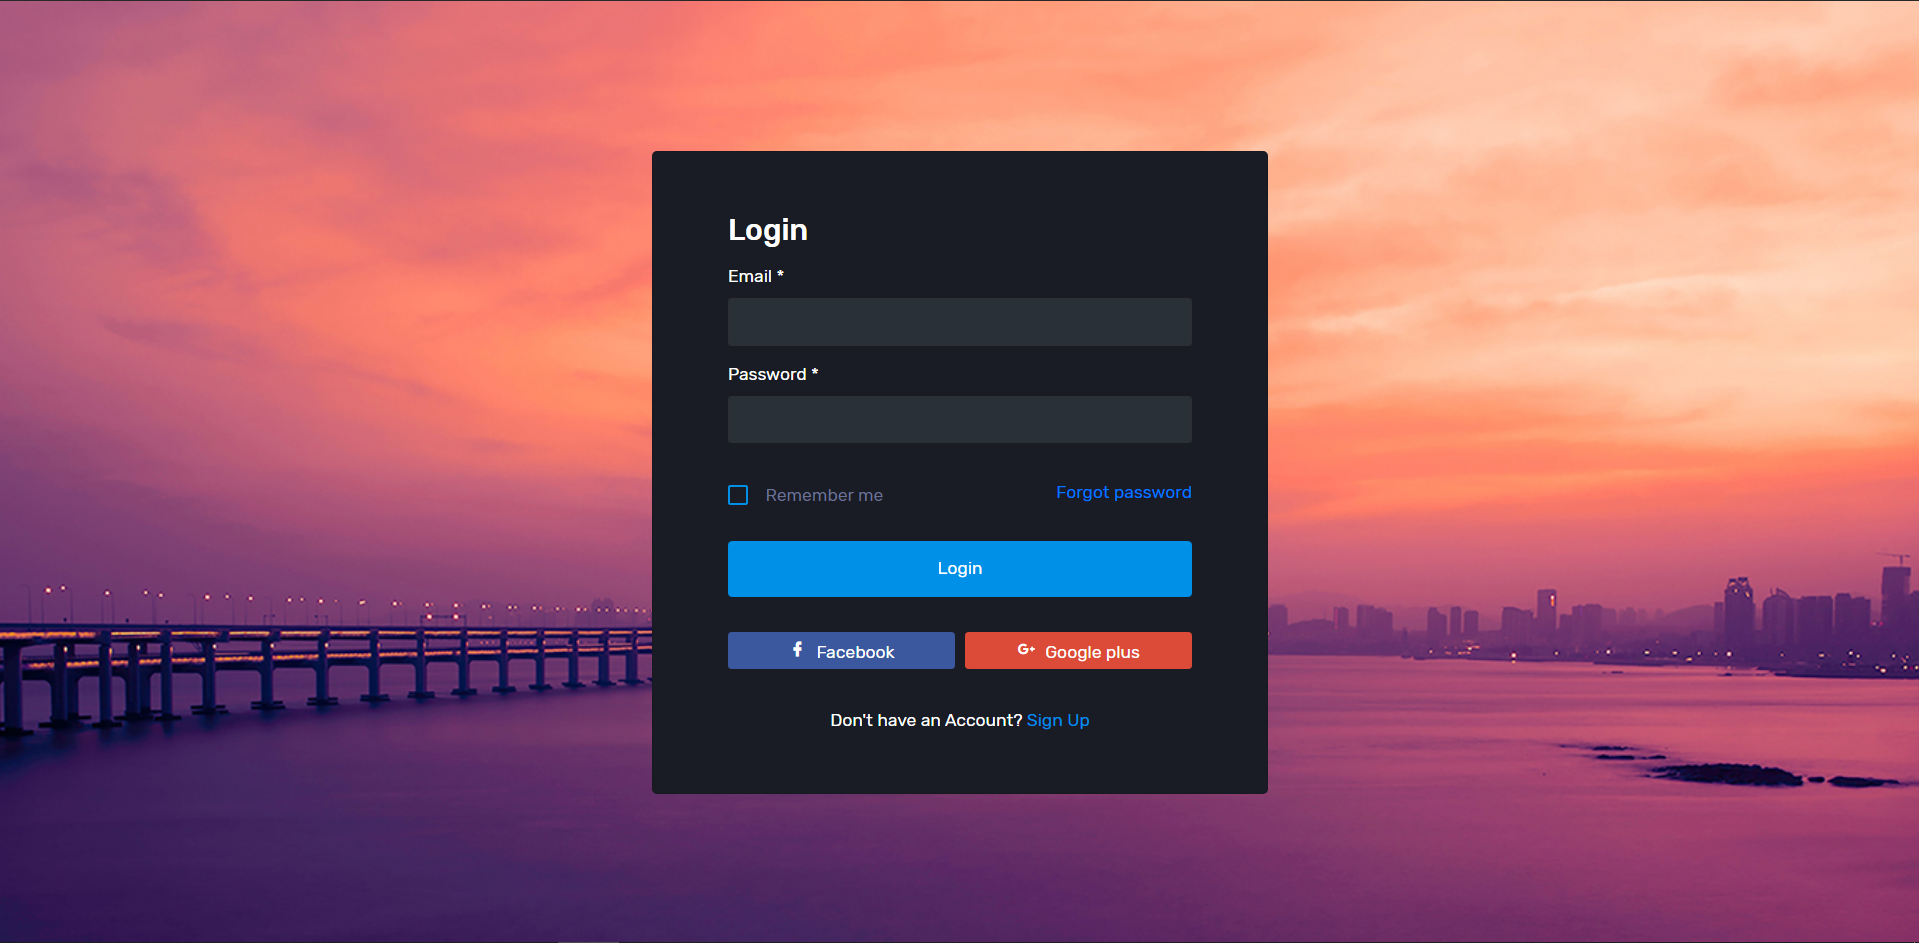 Login
Email *
Password *
Remember me
Forgot password
Login
Facebook
G+ Google plus
Don't have an Account? Sign Up